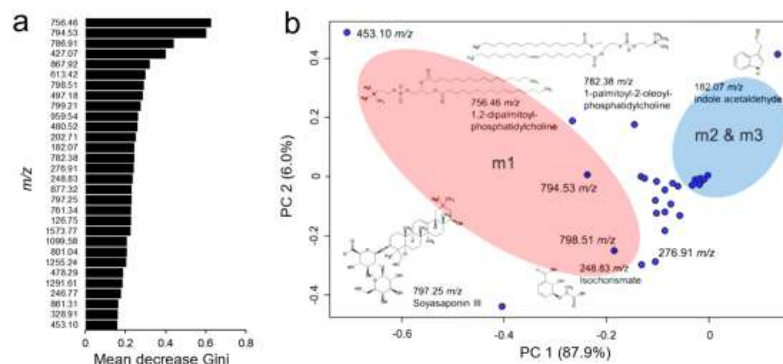 a
756.46
794.53
786.91
427.07
867.92
613.42
798.51
497.18
799.21
959.54
480.52
202.71
182.07
782.38
276.91
248.83
877.32
797.25
761.34
126.75
1573.77
1099.58
801.04
1255.24
478.29
1291.61
246.77
861.31
328.91
453.10
m/z
0 0.2 0.4 0.6 0.8
Mean decrease Gini
b
453.10 m/z
756.46 m/z
1,2-dipalmitoyl-
phosphatidylcholine
782.38 m/z
1-palmitoyl-2-oleoyl-
phosphatidylcholine
182.07 m/z
indole acetaldehyde
m1
m2 & m3
794.53 m/z
798.51 m/z
276.91 m/z
248.83 m/z
Isochorismate
797.25 m/z
Soyasaponin III
0.4
0.2
0
-0.2
-0.4
PC 2 (6.0%)
-0.6 -0.4 -0.2 0
PC 1 (87.9%)